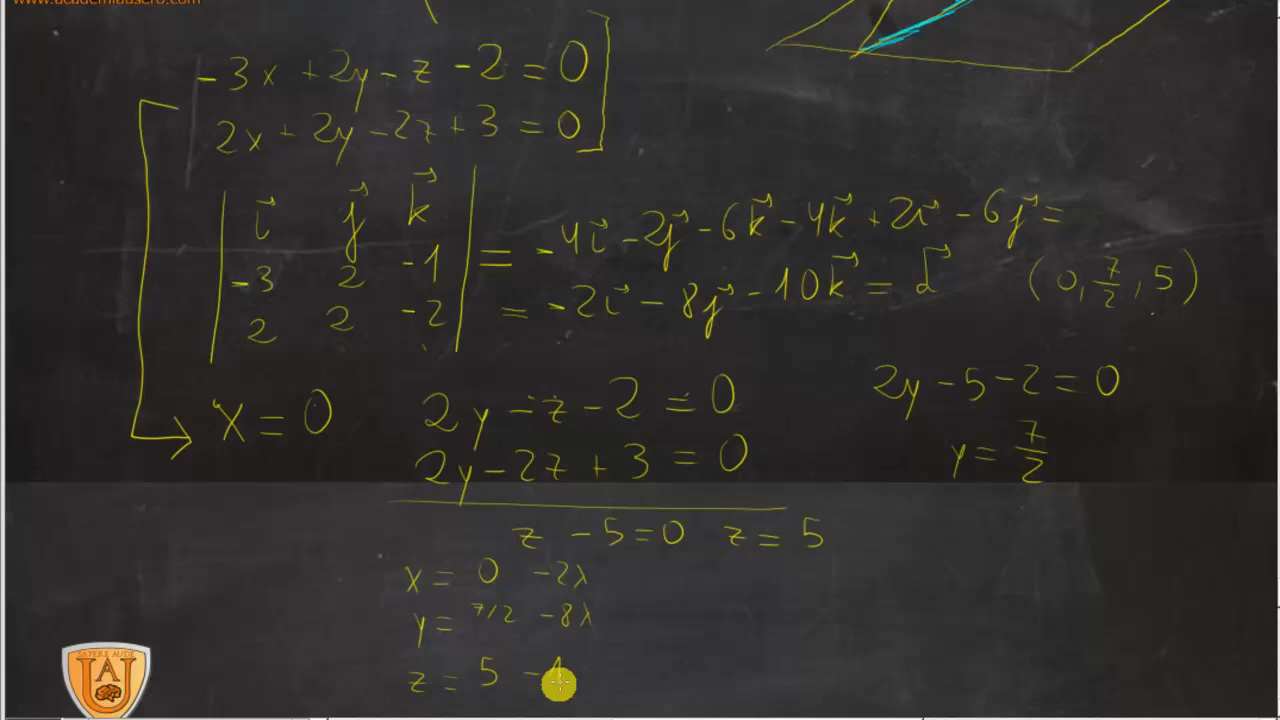 www.academiausero.com
-3x + 2y - z - 2 = 0
2x + 2y - 2z + 3 = 0
i⃗ j⃗ k⃗
-3 2 -1
2 2 -2
= -4i⃗ - 2j⃗ - 6k⃗ - 4k⃗ + 2i⃗ - 6j⃗ =
= -2i⃗ - 8j⃗ - 10k⃗ = d⃗
(0, 7/2, 5)
x = 0
2y - z - 2 = 0
2y - 2z + 3 = 0
z - 5 = 0 z = 5
2y - 5 - 2 = 0
y = 7/2
x = 0 - 2λ
y = 7/2 - 8λ
z = 5 - 1
SAPERE AUDE
UA